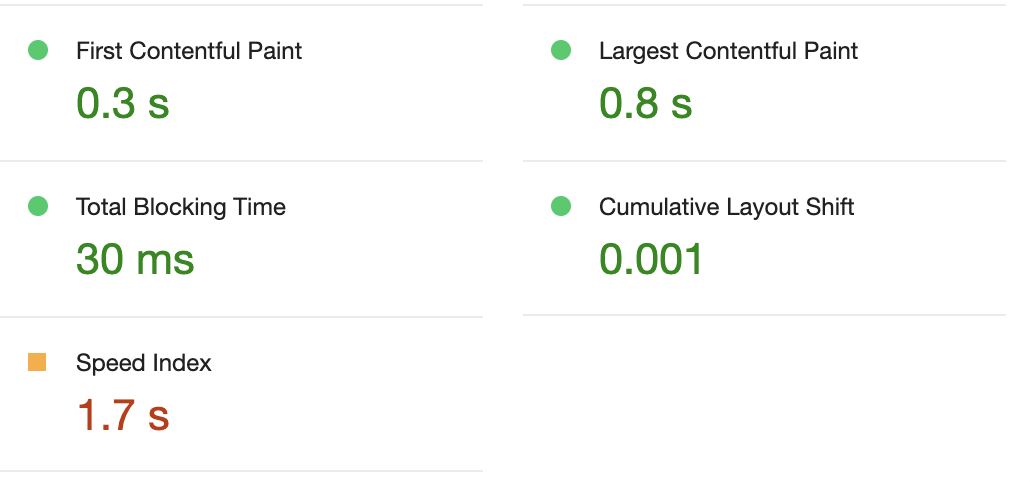 First Contentful Paint
0.3 s
Largest Contentful Paint
0.8 s
Total Blocking Time
30 ms
Cumulative Layout Shift
0.001
Speed Index
1.7 s